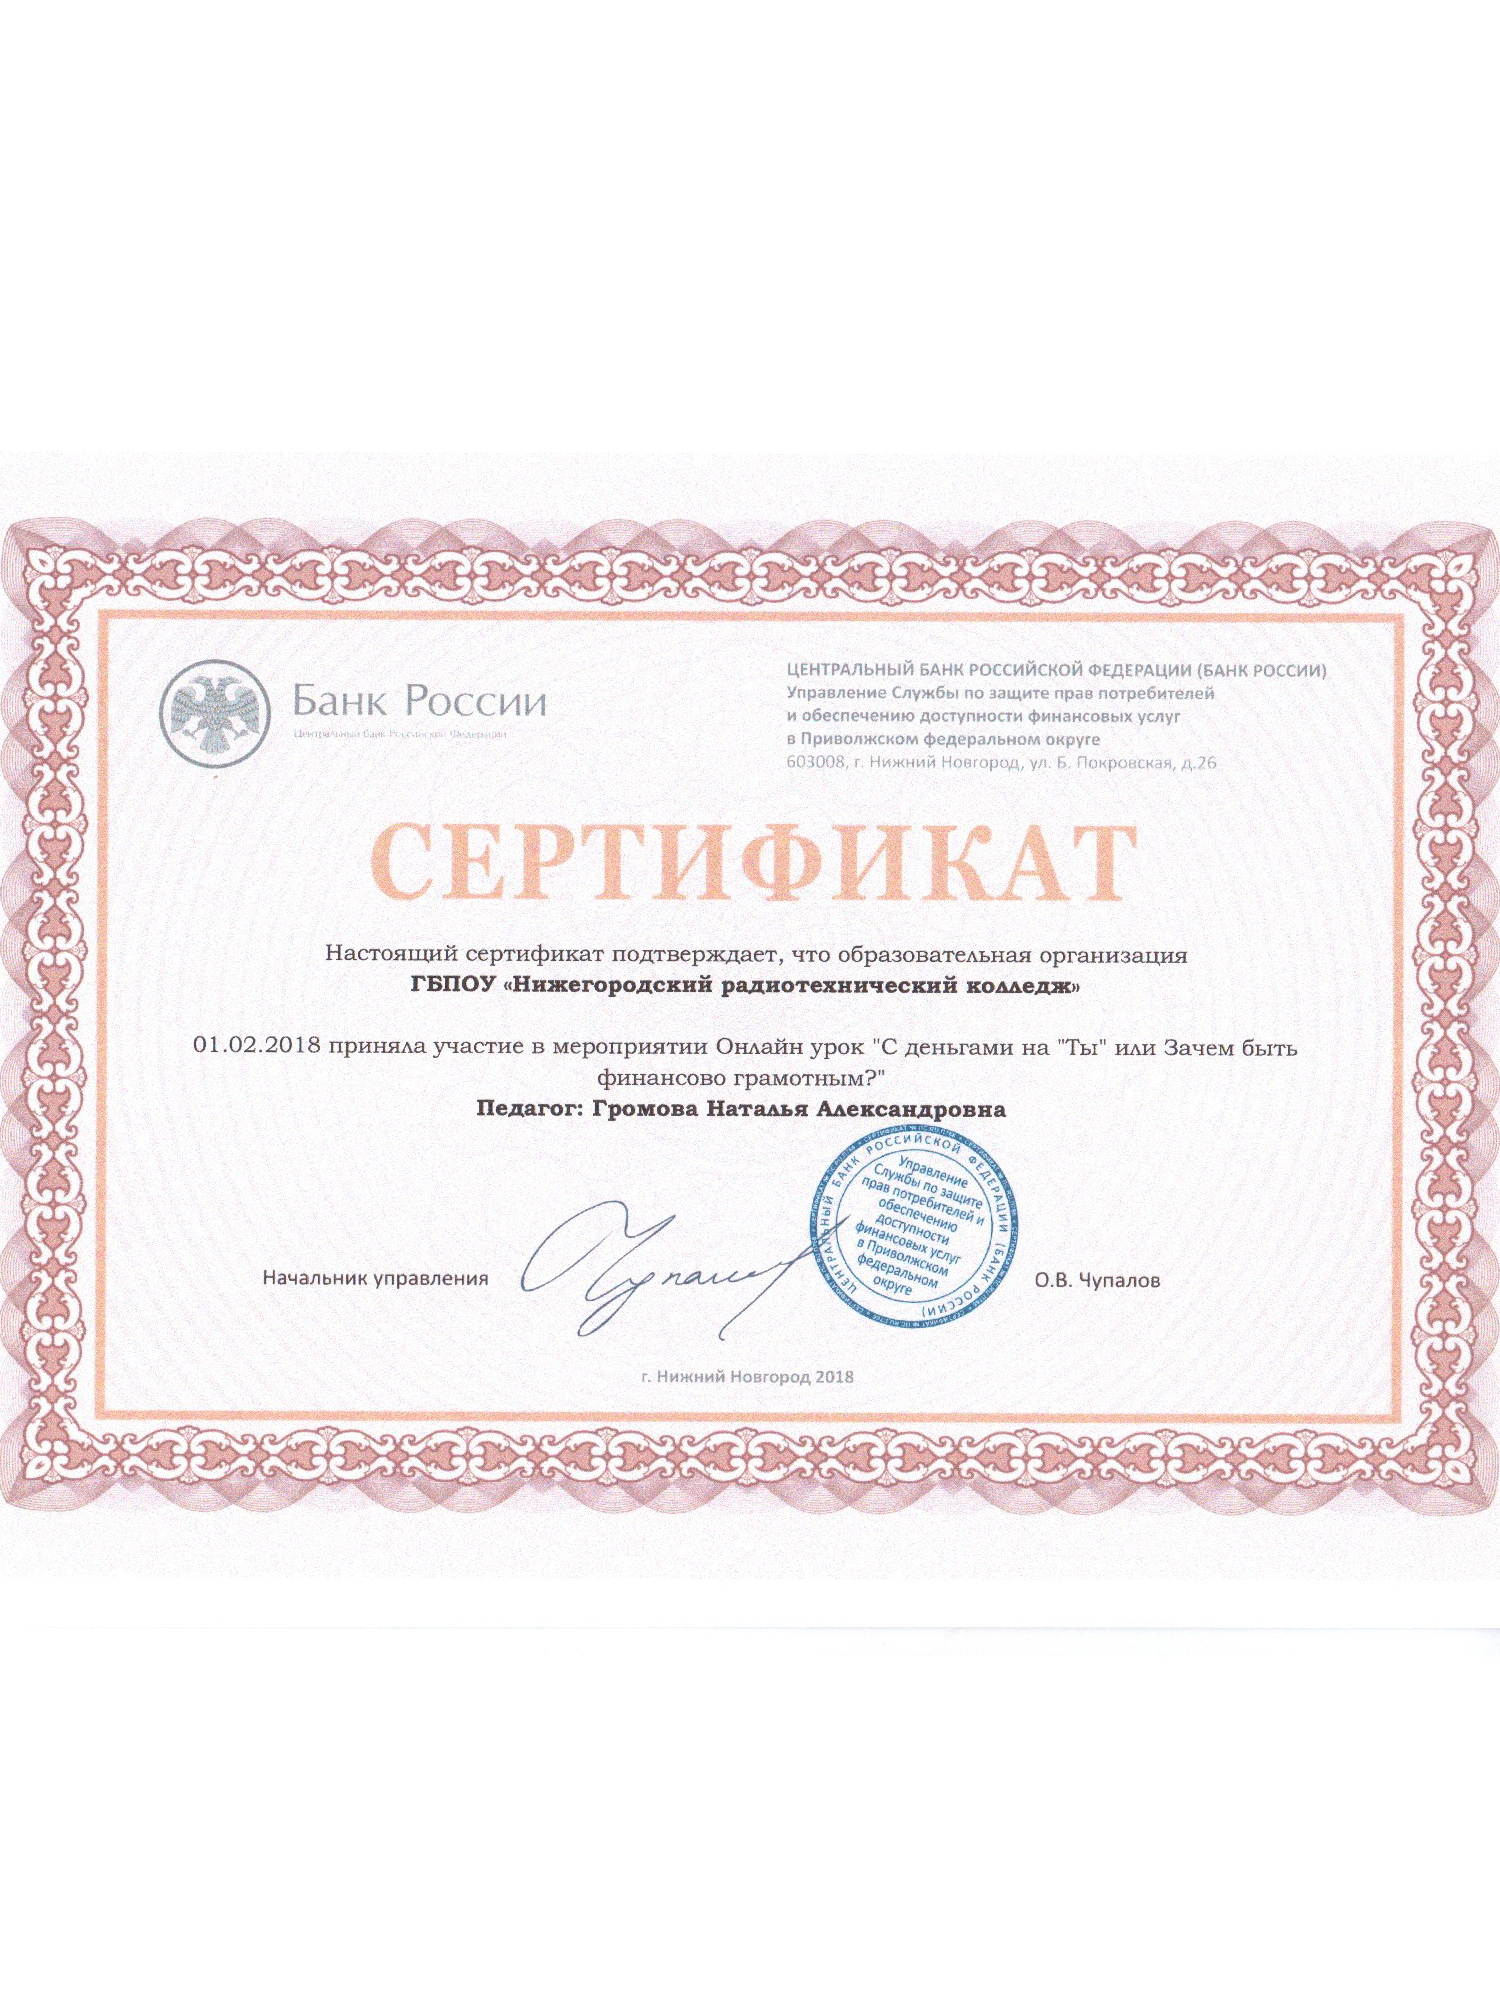 Банк России
Центральный банк Российской Федерации
ЦЕНТРАЛЬНЫЙ БАНК РОССИЙСКОЙ ФЕДЕРАЦИИ (БАНК РОССИИ)
Управление Службы по защите прав потребителей
и обеспечению доступности финансовых услуг
в Приволжском федеральном округе
603008, г. Нижний Новгород, ул. Б. Покровская, д.26
СЕРТИФИКАТ
Настоящий сертификат подтверждает, что образовательная организация
ГБПОУ «Нижегородский радиотехнический колледж»
01.02.2018 приняла участие в мероприятии Онлайн урок "С деньгами на "Ты" или Зачем быть
финансово грамотным?"
Педагог: Громова Наталья Александровна
ЦЕНТРАЛЬНЫЙ БАНК РОССИЙСКОЙ ФЕДЕРАЦИИ (БАНК РОССИИ)
Управление
Службы по защите
прав потребителей и
обеспечению
доступности
финансовых услуг
в Приволжском
федеральном
округе
Начальник управления
О.В. Чупалов
г. Нижний Новгород 2018